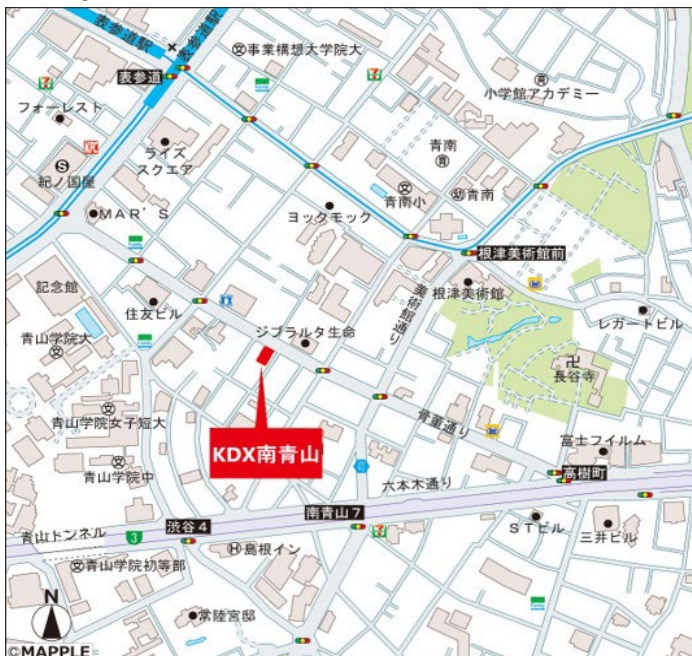 表参道駅
表参道駅
事業構想大学院大
表参道
小学館アカデミー
フォーレスト
ライズ
スクエア
KFC
青南
紀ノ国屋
青南小
青南
MAR'S
ヨックモック
根津美術館前
記念館
美術館通り
根津美術館
住友ビル
ジブラルタ生命
レガートビル
青山学院大
長谷寺
青山学院女子短大
骨董通り
KDX南青山
富士フイルム
青山学院中
高樹町
六本木通り
南青山7
渋谷4
青山トンネル
3
STビル
三井ビル
島根イン
青山学院初等部
常陸宮邸
N
©MAPPLE